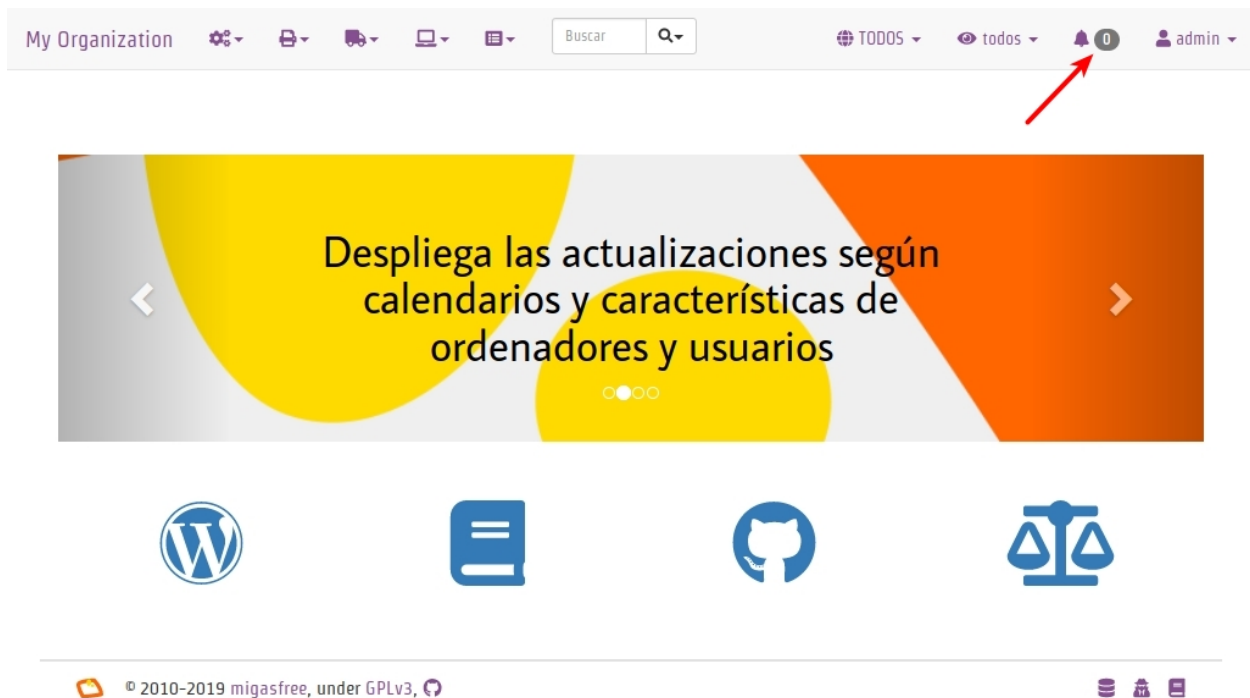 My Organization
Buscar
TODOS
todos
0
admin
Despliega las actualizaciones según
calendarios y características de
ordenadores y usuarios
© 2010-2019 migasfree, under GPLv3,